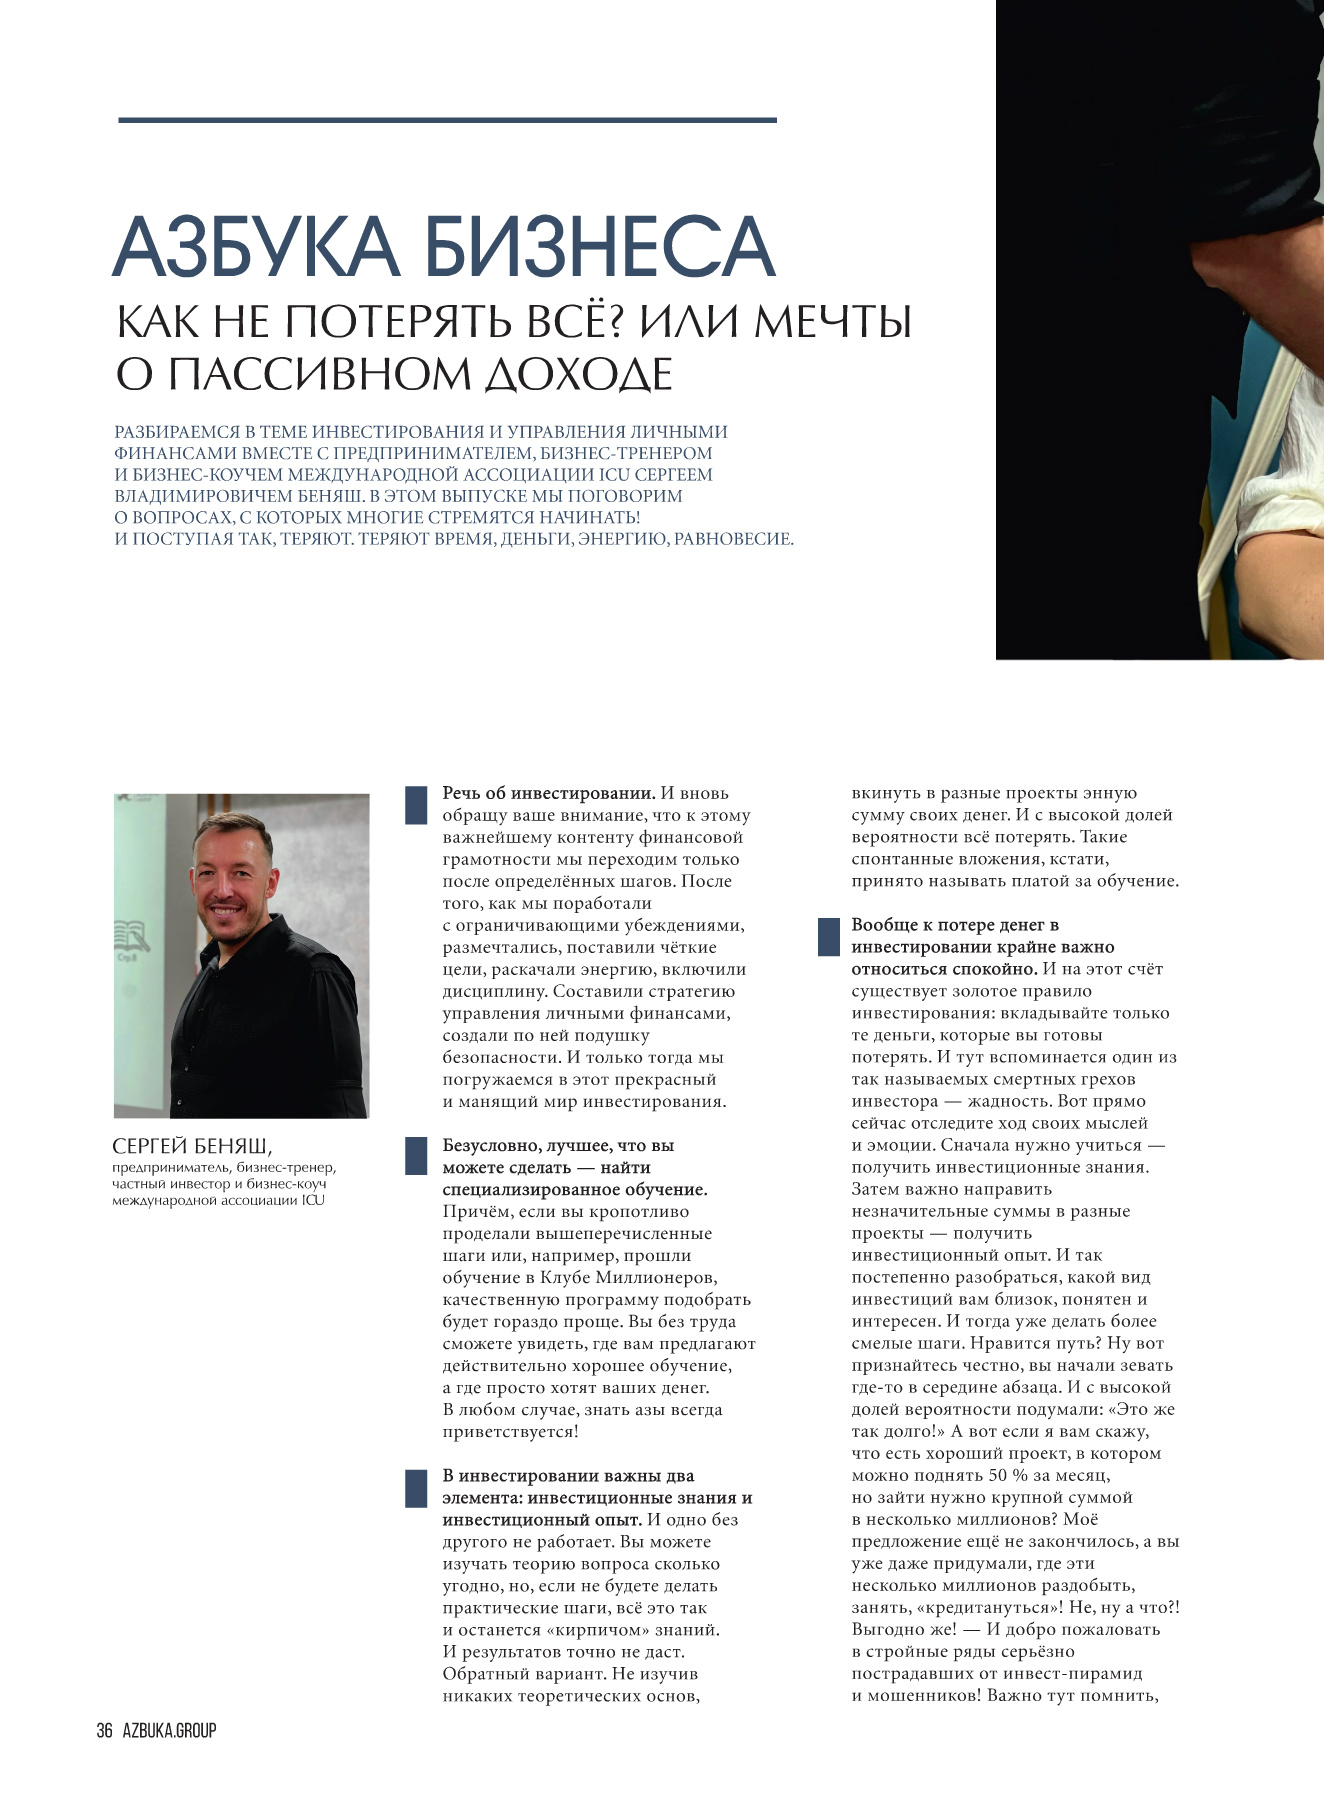 АЗБУКА БИЗНЕСА
КАК НЕ ПОТЕРЯТЬ ВСЁ? ИЛИ МЕЧТЫ
О ПАССИВНОМ ДОХОДЕ
РАЗБИРАЕМСЯ В ТЕМЕ ИНВЕСТИРОВАНИЯ И УПРАВЛЕНИЯ ЛИЧНЫМИ
ФИНАНСАМИ ВМЕСТЕ С ПРЕДПРИНИМАТЕЛЕМ, БИЗНЕС-ТРЕНЕРОМ
И БИЗНЕС-КОУЧЕМ МЕЖДУНАРОДНОЙ АССОЦИАЦИИ ICU СЕРГЕЕМ
ВЛАДИМИРОВИЧЕМ БЕНЯШ. В ЭТОМ ВЫПУСКЕ МЫ ПОГОВОРИМ
О ВОПРОСАХ, С КОТОРЫХ МНОГИЕ СТРЕМЯТСЯ НАЧИНАТЬ!
И ПОСТУПАЯ ТАК, ТЕРЯЮТ. ТЕРЯЮТ ВРЕМЯ, ДЕНЬГИ, ЭНЕРГИЮ, РАВНОВЕСИЕ.
Стр.8
СЕРГЕЙ БЕНЯШ,
предприниматель, бизнес-тренер,
частный инвестор и бизнес-коуч
международной ассоциации ICU
Речь об инвестировании. И вновь
обращу ваше внимание, что к этому
важнейшему контенту финансовой
грамотности мы переходим только
после определённых шагов. После
того, как мы поработали
с ограничивающими убеждениями,
размечтались, поставили чёткие
цели, раскачали энергию, включили
дисциплину. Составили стратегию
управления личными финансами,
создали по ней подушку
безопасности. И только тогда мы
погружаемся в этот прекрасный
и манящий мир инвестирования.
Безусловно, лучшее, что вы
можете сделать — найти
специализированное обучение.
Причём, если вы кропотливо
проделали вышеперечисленные
шаги или, например, прошли
обучение в Клубе Миллионеров,
качественную программу подобрать
будет гораздо проще. Вы без труда
сможете увидеть, где вам предлагают
действительно хорошее обучение,
а где просто хотят ваших денег.
В любом случае, знать азы всегда
приветствуется!
В инвестировании важны два
элемента: инвестиционные знания и
инвестиционный опыт. И одно без
другого не работает. Вы можете
изучать теорию вопроса сколько
угодно, но, если не будете делать
практические шаги, всё это так
и останется «кирпичом» знаний.
И результатов точно не даст.
Обратный вариант. Не изучив
никаких теоретических основ,
вкинуть в разные проекты энную
сумму своих денег. И с высокой долей
вероятности всё потерять. Такие
спонтанные вложения, кстати,
принято называть платой за обучение.
Вообще к потере денег в
инвестировании крайне важно
относиться спокойно. И на этот счёт
существует золотое правило
инвестирования: вкладывайте только
те деньги, которые вы готовы
потерять. И тут вспоминается один из
так называемых смертных грехов
инвестора — жадность. Вот прямо
сейчас отследите ход своих мыслей
и эмоции. Сначала нужно учиться —
получить инвестиционные знания.
Затем важно направить
незначительные суммы в разные
проекты — получить
инвестиционный опыт. И так
постепенно разобраться, какой вид
инвестиций вам близок, понятен и
интересен. И тогда уже делать более
смелые шаги. Нравится путь? Ну вот
признайтесь честно, вы начали зевать
где-то в середине абзаца. И с высокой
долей вероятности подумали: «Это же
так долго!» А вот если я вам скажу,
что есть хороший проект, в котором
можно поднять 50 % за месяц,
но зайти нужно крупной суммой
в несколько миллионов? Моё
предложение ещё не закончилось, а вы
уже даже придумали, где эти
несколько миллионов раздобыть,
занять, «кредитануться»! Не, ну а что?!
Выгодно же! — И добро пожаловать
в стройные ряды серьёзно
пострадавших от инвест-пирамид
и мошенников! Важно тут помнить,
36 AZBUKA.GROUP